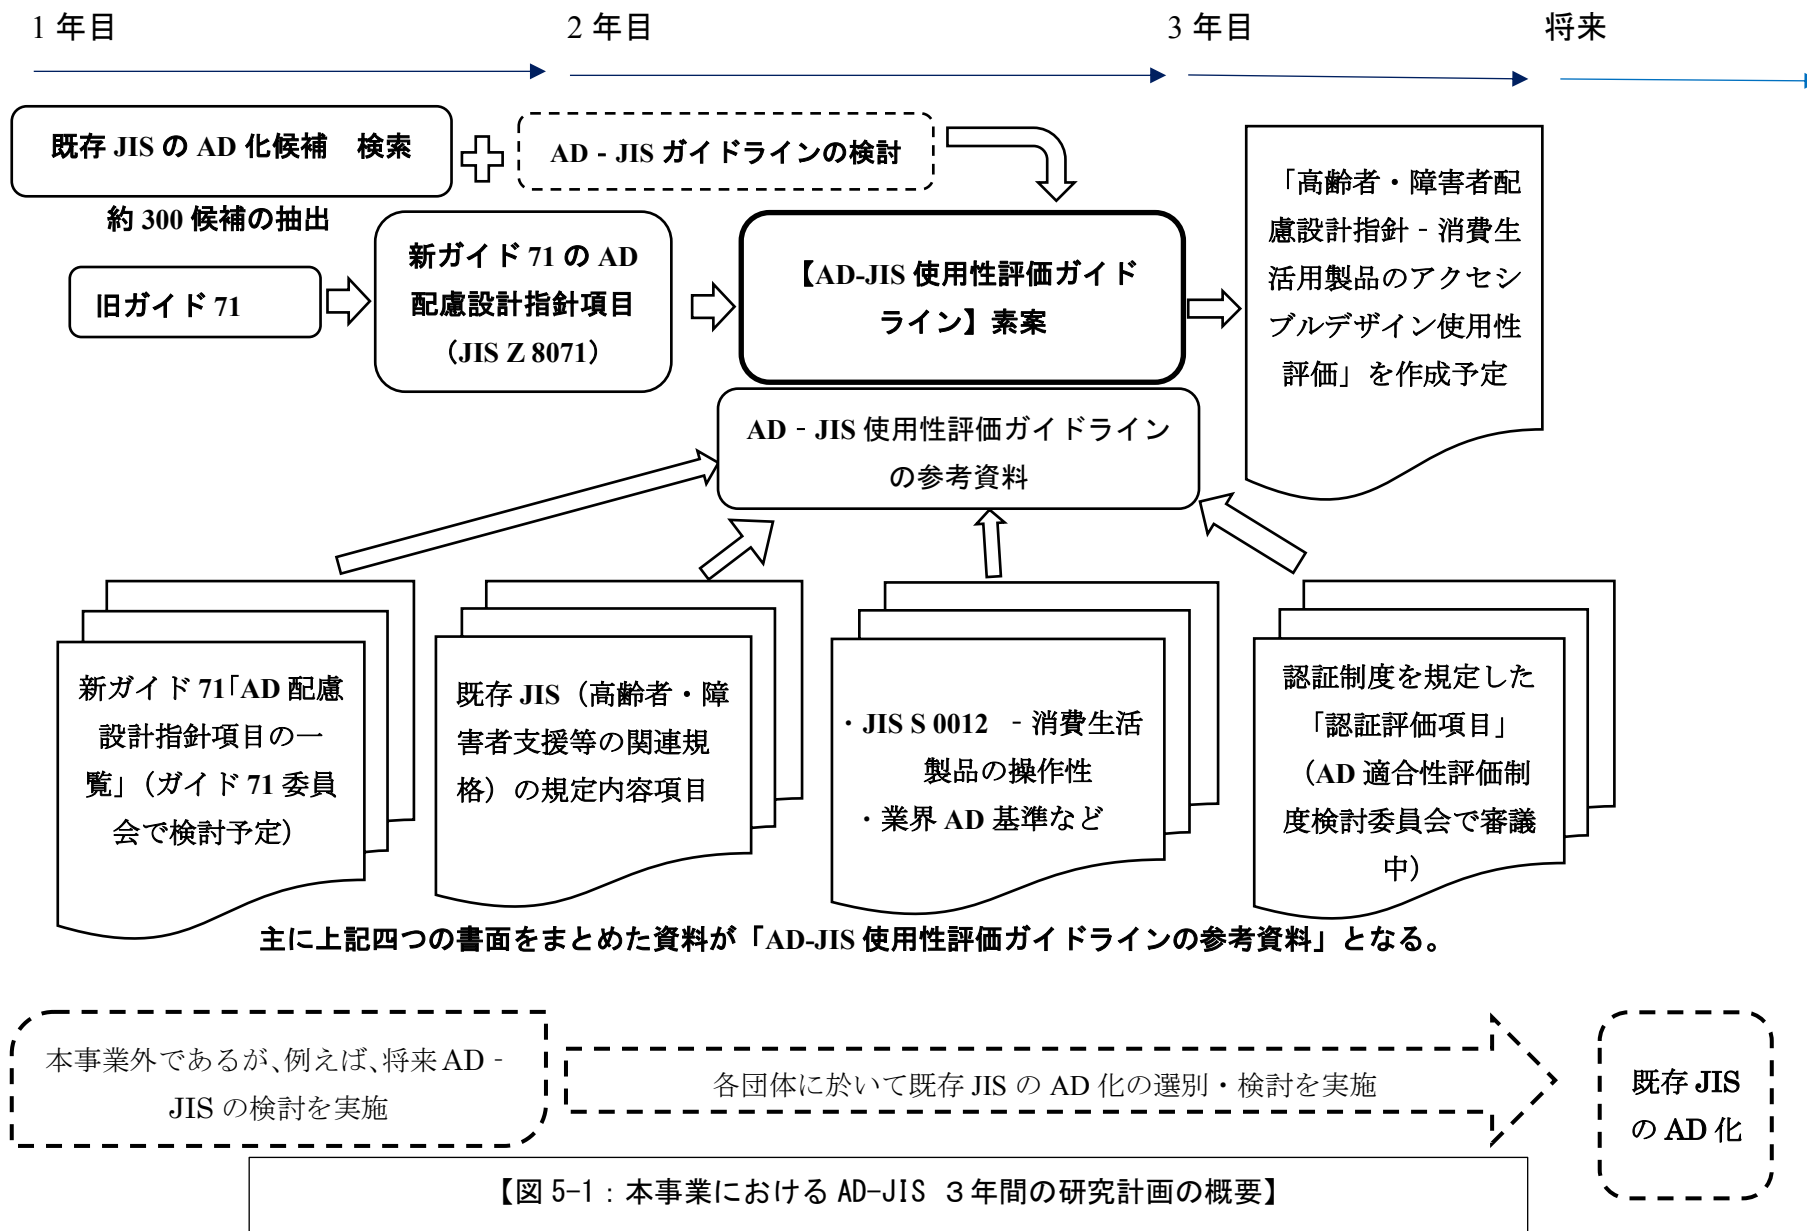 1 年目
2 年目
3 年目
将来
既存 JIS の AD 化候補　検索
約 300 候補の抽出
AD‐JIS ガイドラインの検討
旧ガイド 71
新ガイド 71 の AD
配慮設計指針項目
（JIS Z 8071）
【AD-JIS 使用性評価ガイド
ライン】素案
「高齢者・障害者配
慮設計指針‐消費生
活用製品のアクセシ
ブルデザイン使用性
評価」を作成予定
AD‐JIS 使用性評価ガイドライン
の参考資料
新ガイド 71「AD 配慮
設計指針項目の一
覧」（ガイド 71 委員
会で検討予定）
既存 JIS（高齢者・障
害者支援等の関連規
格）の規定内容項目
・JIS S 0012 ‐消費生活
製品の操作性
・業界 AD 基準など
認証制度を規定した
「認証評価項目」
（AD 適合性評価制
度検討委員会で審議
中）
主に上記四つの書面をまとめた資料が「AD-JIS 使用性評価ガイドラインの参考資料」となる。
本事業外であるが、例えば、将来 AD‐
JIS の検討を実施
各団体に於いて既存 JIS の AD 化の選別・検討を実施
既存 JIS
の AD 化
【図 5-1：本事業における AD-JIS ３年間の研究計画の概要】